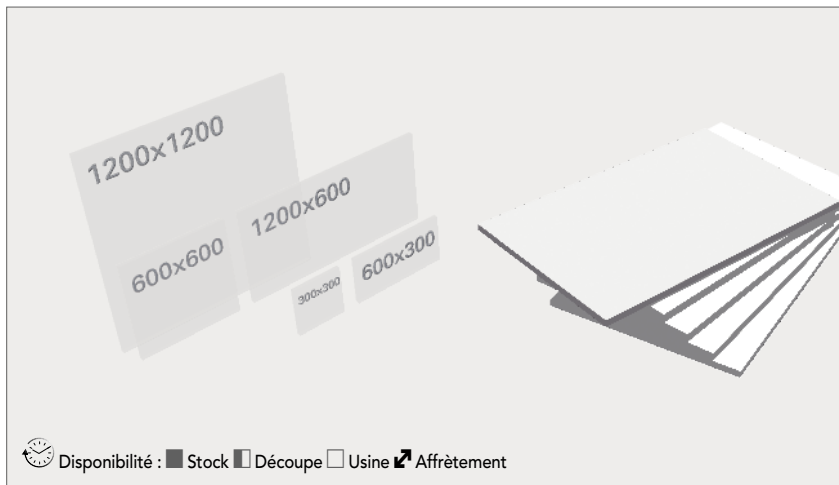 1200x1200
1200x600
600x600
600x300
300x300
Disponibilité : Stock Découpe Usine Affrètement